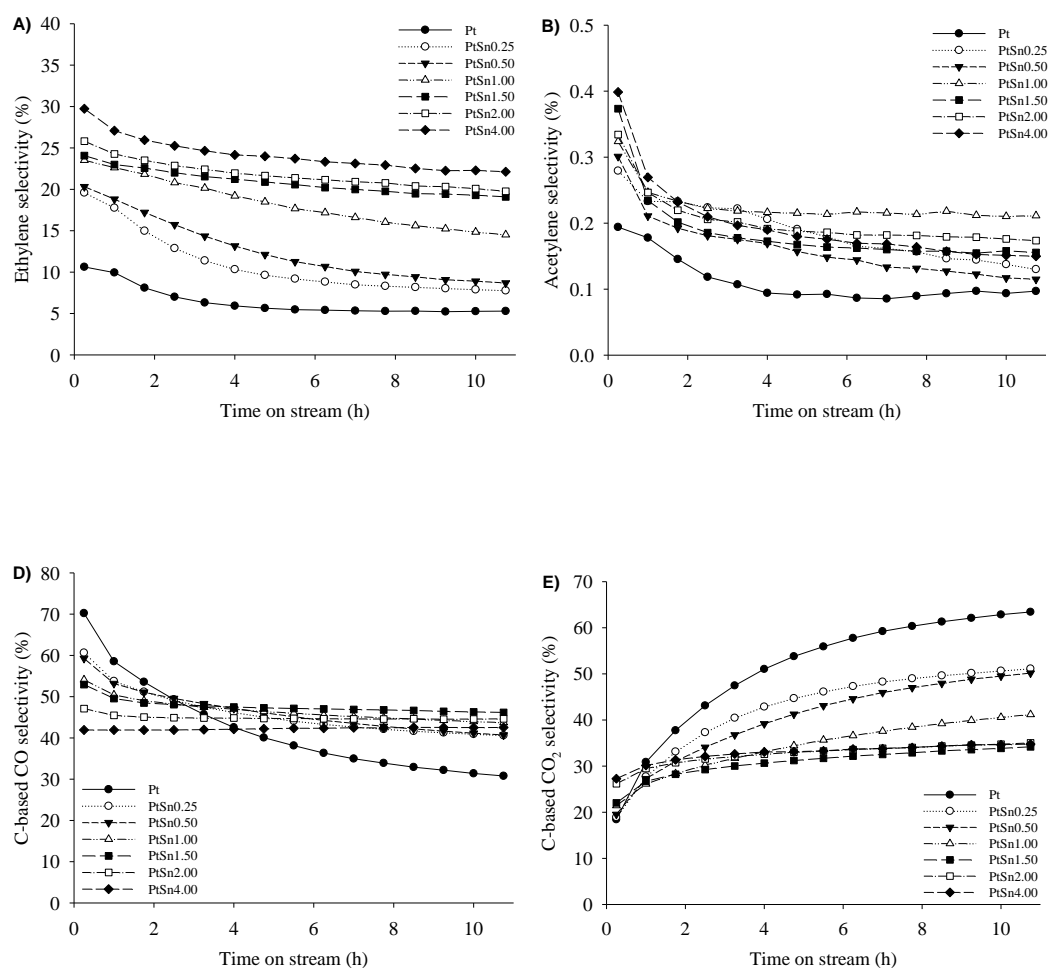 A)
Ethylene selectivity (%)
40
35
30
25
20
15
10
5
0
0 2 4 6 8 10
Time on stream (h)
Pt
PtSn0.25
PtSn0.50
PtSn1.00
PtSn1.50
PtSn2.00
PtSn4.00
B)
Acetylene selectivity (%)
0.5
0.4
0.3
0.2
0.1
0.0
0 2 4 6 8 10
Time on stream (h)
Pt
PtSn0.25
PtSn0.50
PtSn1.00
PtSn1.50
PtSn2.00
PtSn4.00
D)
C-based CO selectivity (%)
80
70
60
50
40
30
20
10
0
Pt
PtSn0.25
PtSn0.50
PtSn1.00
PtSn1.50
PtSn2.00
PtSn4.00
0 2 4 6 8 10
Time on stream (h)
E)
C-based CO₂ selectivity (%)
70
60
50
40
30
20
10
0
Pt
PtSn0.25
PtSn0.50
PtSn1.00
PtSn1.50
PtSn2.00
PtSn4.00
0 2 4 6 8 10
Time on stream (h)